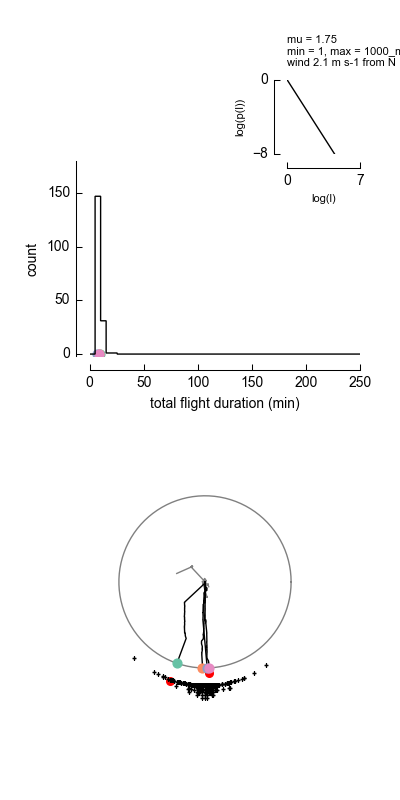 mu = 1.75
min = 1, max = 1000_m
wind 2.1 m s-1 from N
0
log(p(l))
−8
0 7
log(l)
150
100
50
0
count
0 50 100 150 200 250
total flight duration (min)